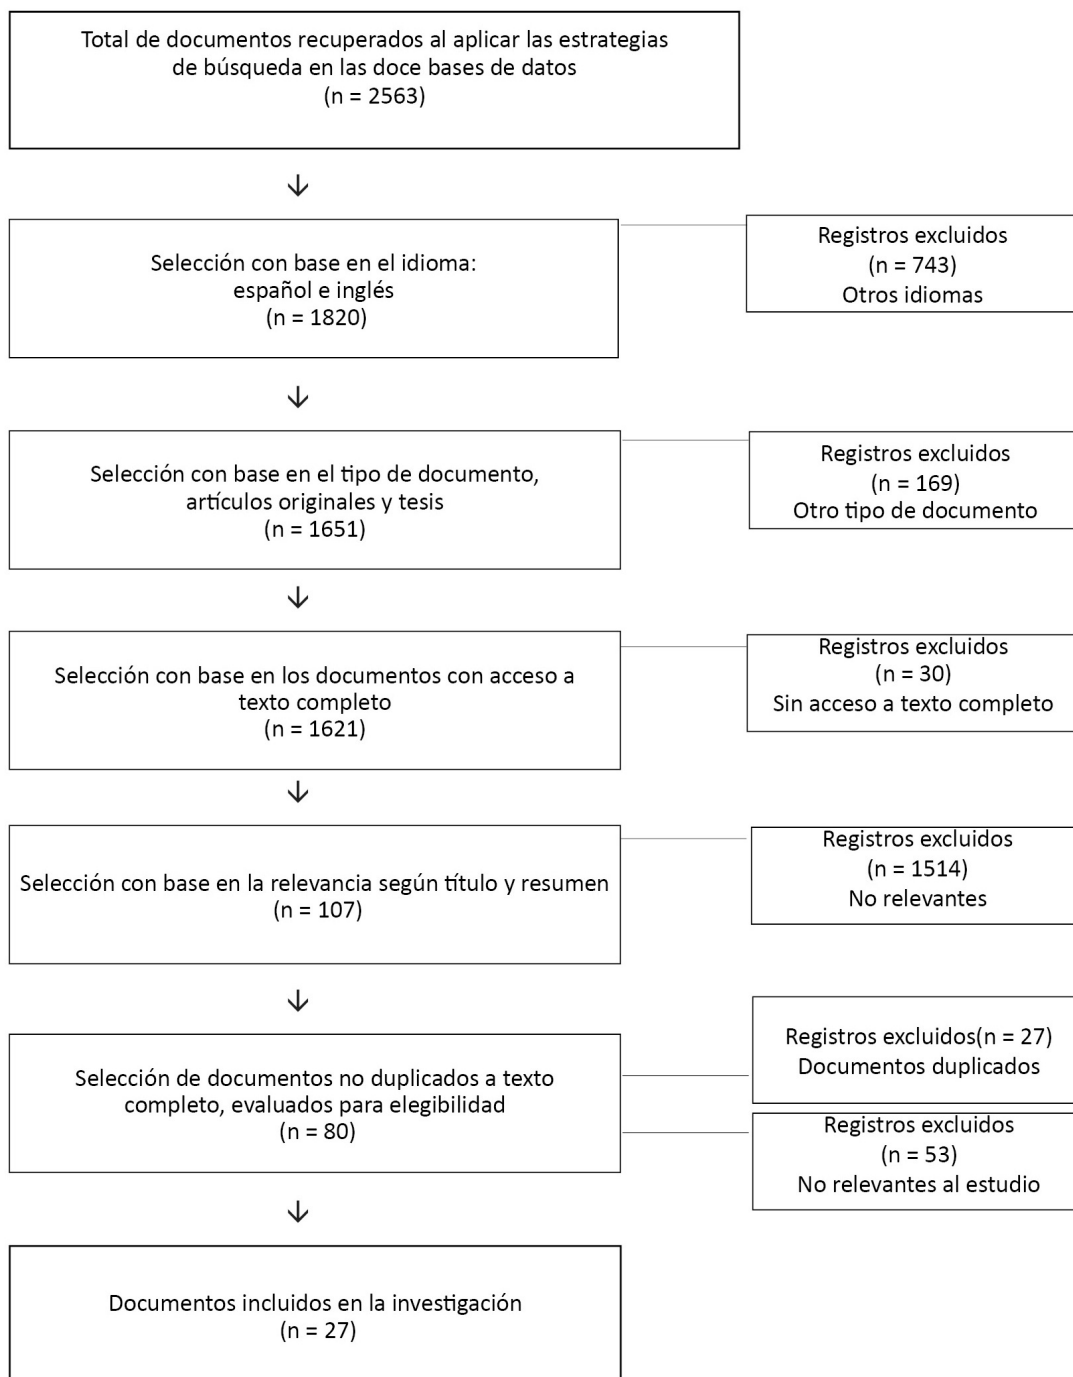 Total de documentos recuperados al aplicar las estrategias
de búsqueda en las doce bases de datos
(n = 2563)
Selección con base en el idioma:
español e inglés
(n = 1820)
Registros excluidos
(n = 743)
Otros idiomas
Selección con base en el tipo de documento,
artículos originales y tesis
(n = 1651)
Registros excluidos
(n = 169)
Otro tipo de documento
Selección con base en los documentos con acceso a
texto completo
(n = 1621)
Registros excluidos
(n = 30)
Sin acceso a texto completo
Selección con base en la relevancia según título y resumen
(n = 107)
Registros excluidos
(n = 1514)
No relevantes
Selección de documentos no duplicados a texto
completo, evaluados para elegibilidad
(n = 80)
Registros excluidos(n = 27)
Documentos duplicados
Registros excluidos
(n = 53)
No relevantes al estudio
Documentos incluidos en la investigación
(n = 27)